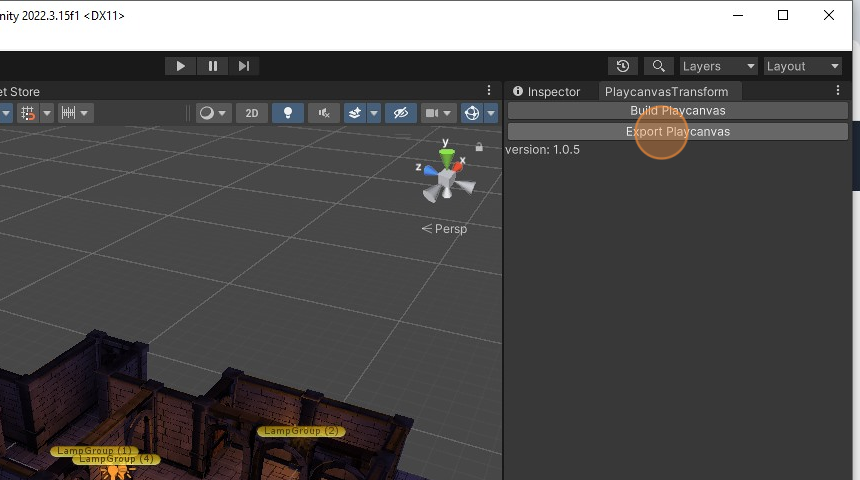 nity 2022.3.15f1 <DX11>
Layers Layout
et Store Inspector PlaycanvasTransform
2D
Build Playcanvas
Export Playcanvas
version: 1.0.5
y
x
z
Persp
LampGroup (2)
LampGroup (1)
LampGroup (4)